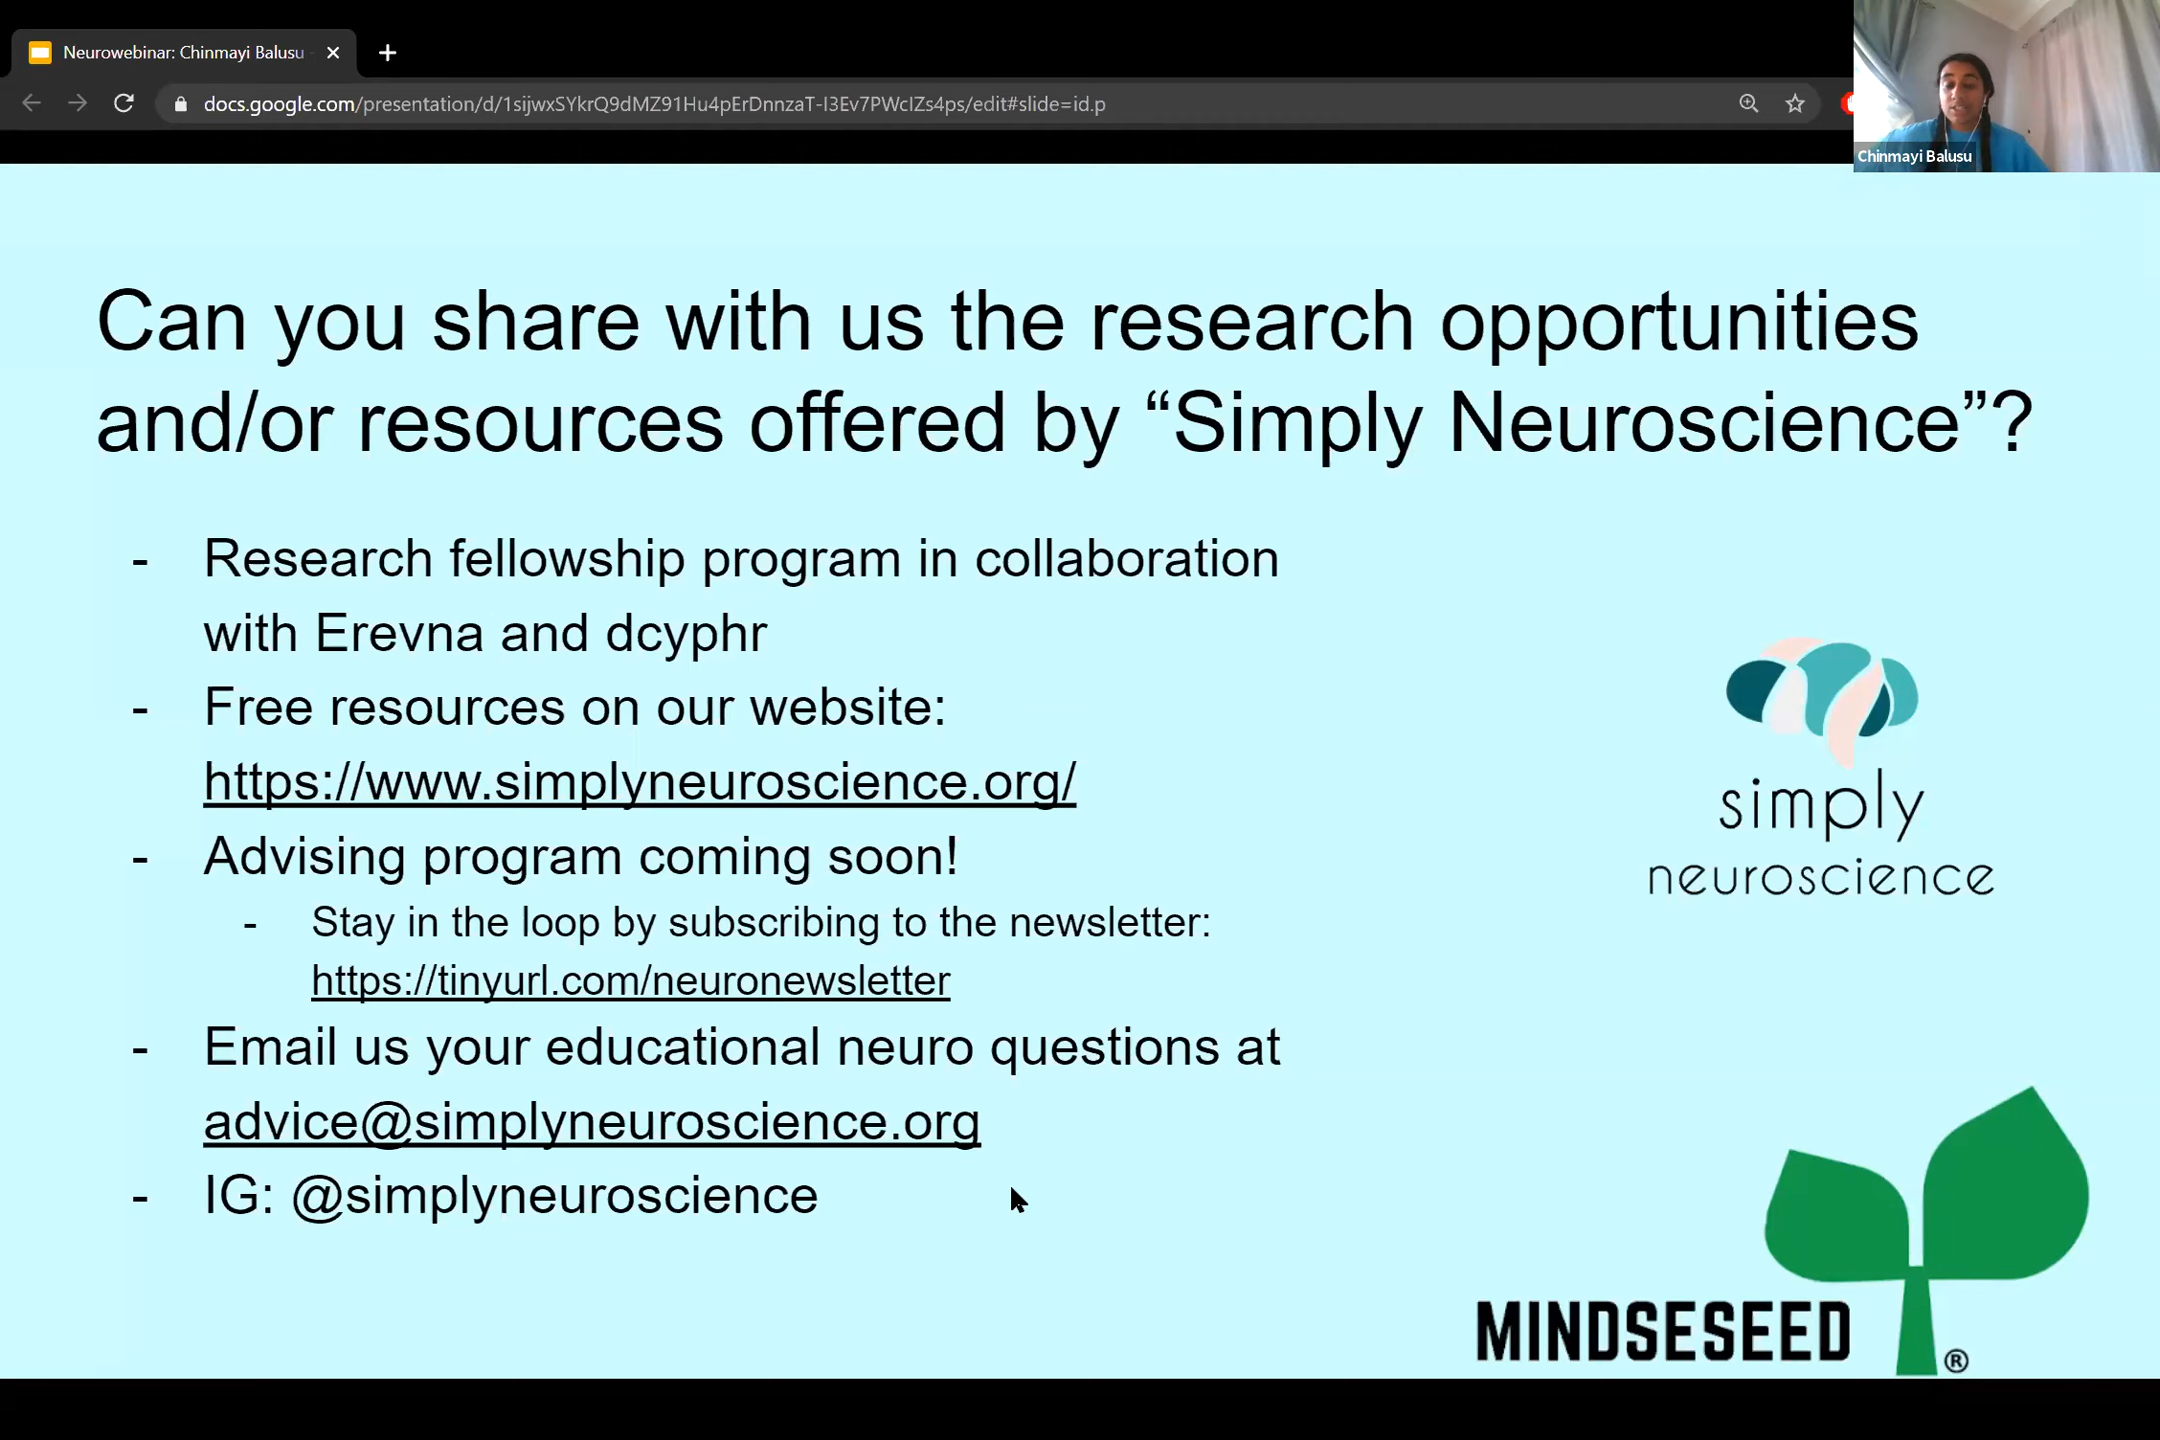 Neurowebinar: Chinmayi Balusu
docs.google.com/presentation/d/1sijwxSYkrQ9dMZ91Hu4pErDnnzaT-I3Ev7PWcIZs4ps/edit#slide=id.p
Chinmayi Balusu
Can you share with us the research opportunities
and/or resources offered by “Simply Neuroscience”?
- Research fellowship program in collaboration
with Erevna and dcyphr
- Free resources on our website:
https://www.simplyneuroscience.org/
- Advising program coming soon!
- Stay in the loop by subscribing to the newsletter:
https://tinyurl.com/neuronewsletter
- Email us your educational neuro questions at
advice@simplyneuroscience.org
- IG: @simplyneuroscience
simply
neuroscience
MINDSESEED
®